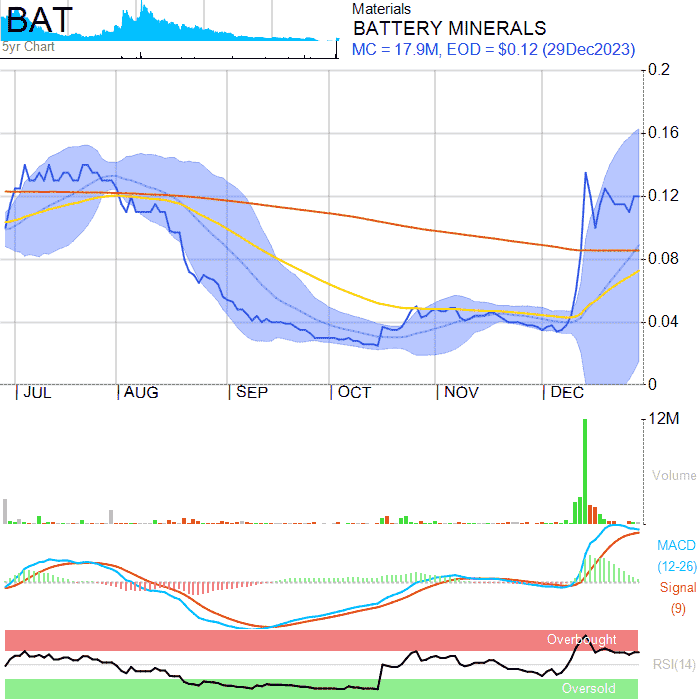 BAT
5yr Chart
Materials
BATTERY MINERALS
MC = 17.9M, EOD = $0.12 (29Dec2023)
0.2
0.16
0.12
0.08
0.04
0
JUL
AUG
SEP
OCT
NOV
DEC
12M
Volume
MACD
(12-26)
Signal
(9)
Overbought
RSI(14)
Oversold